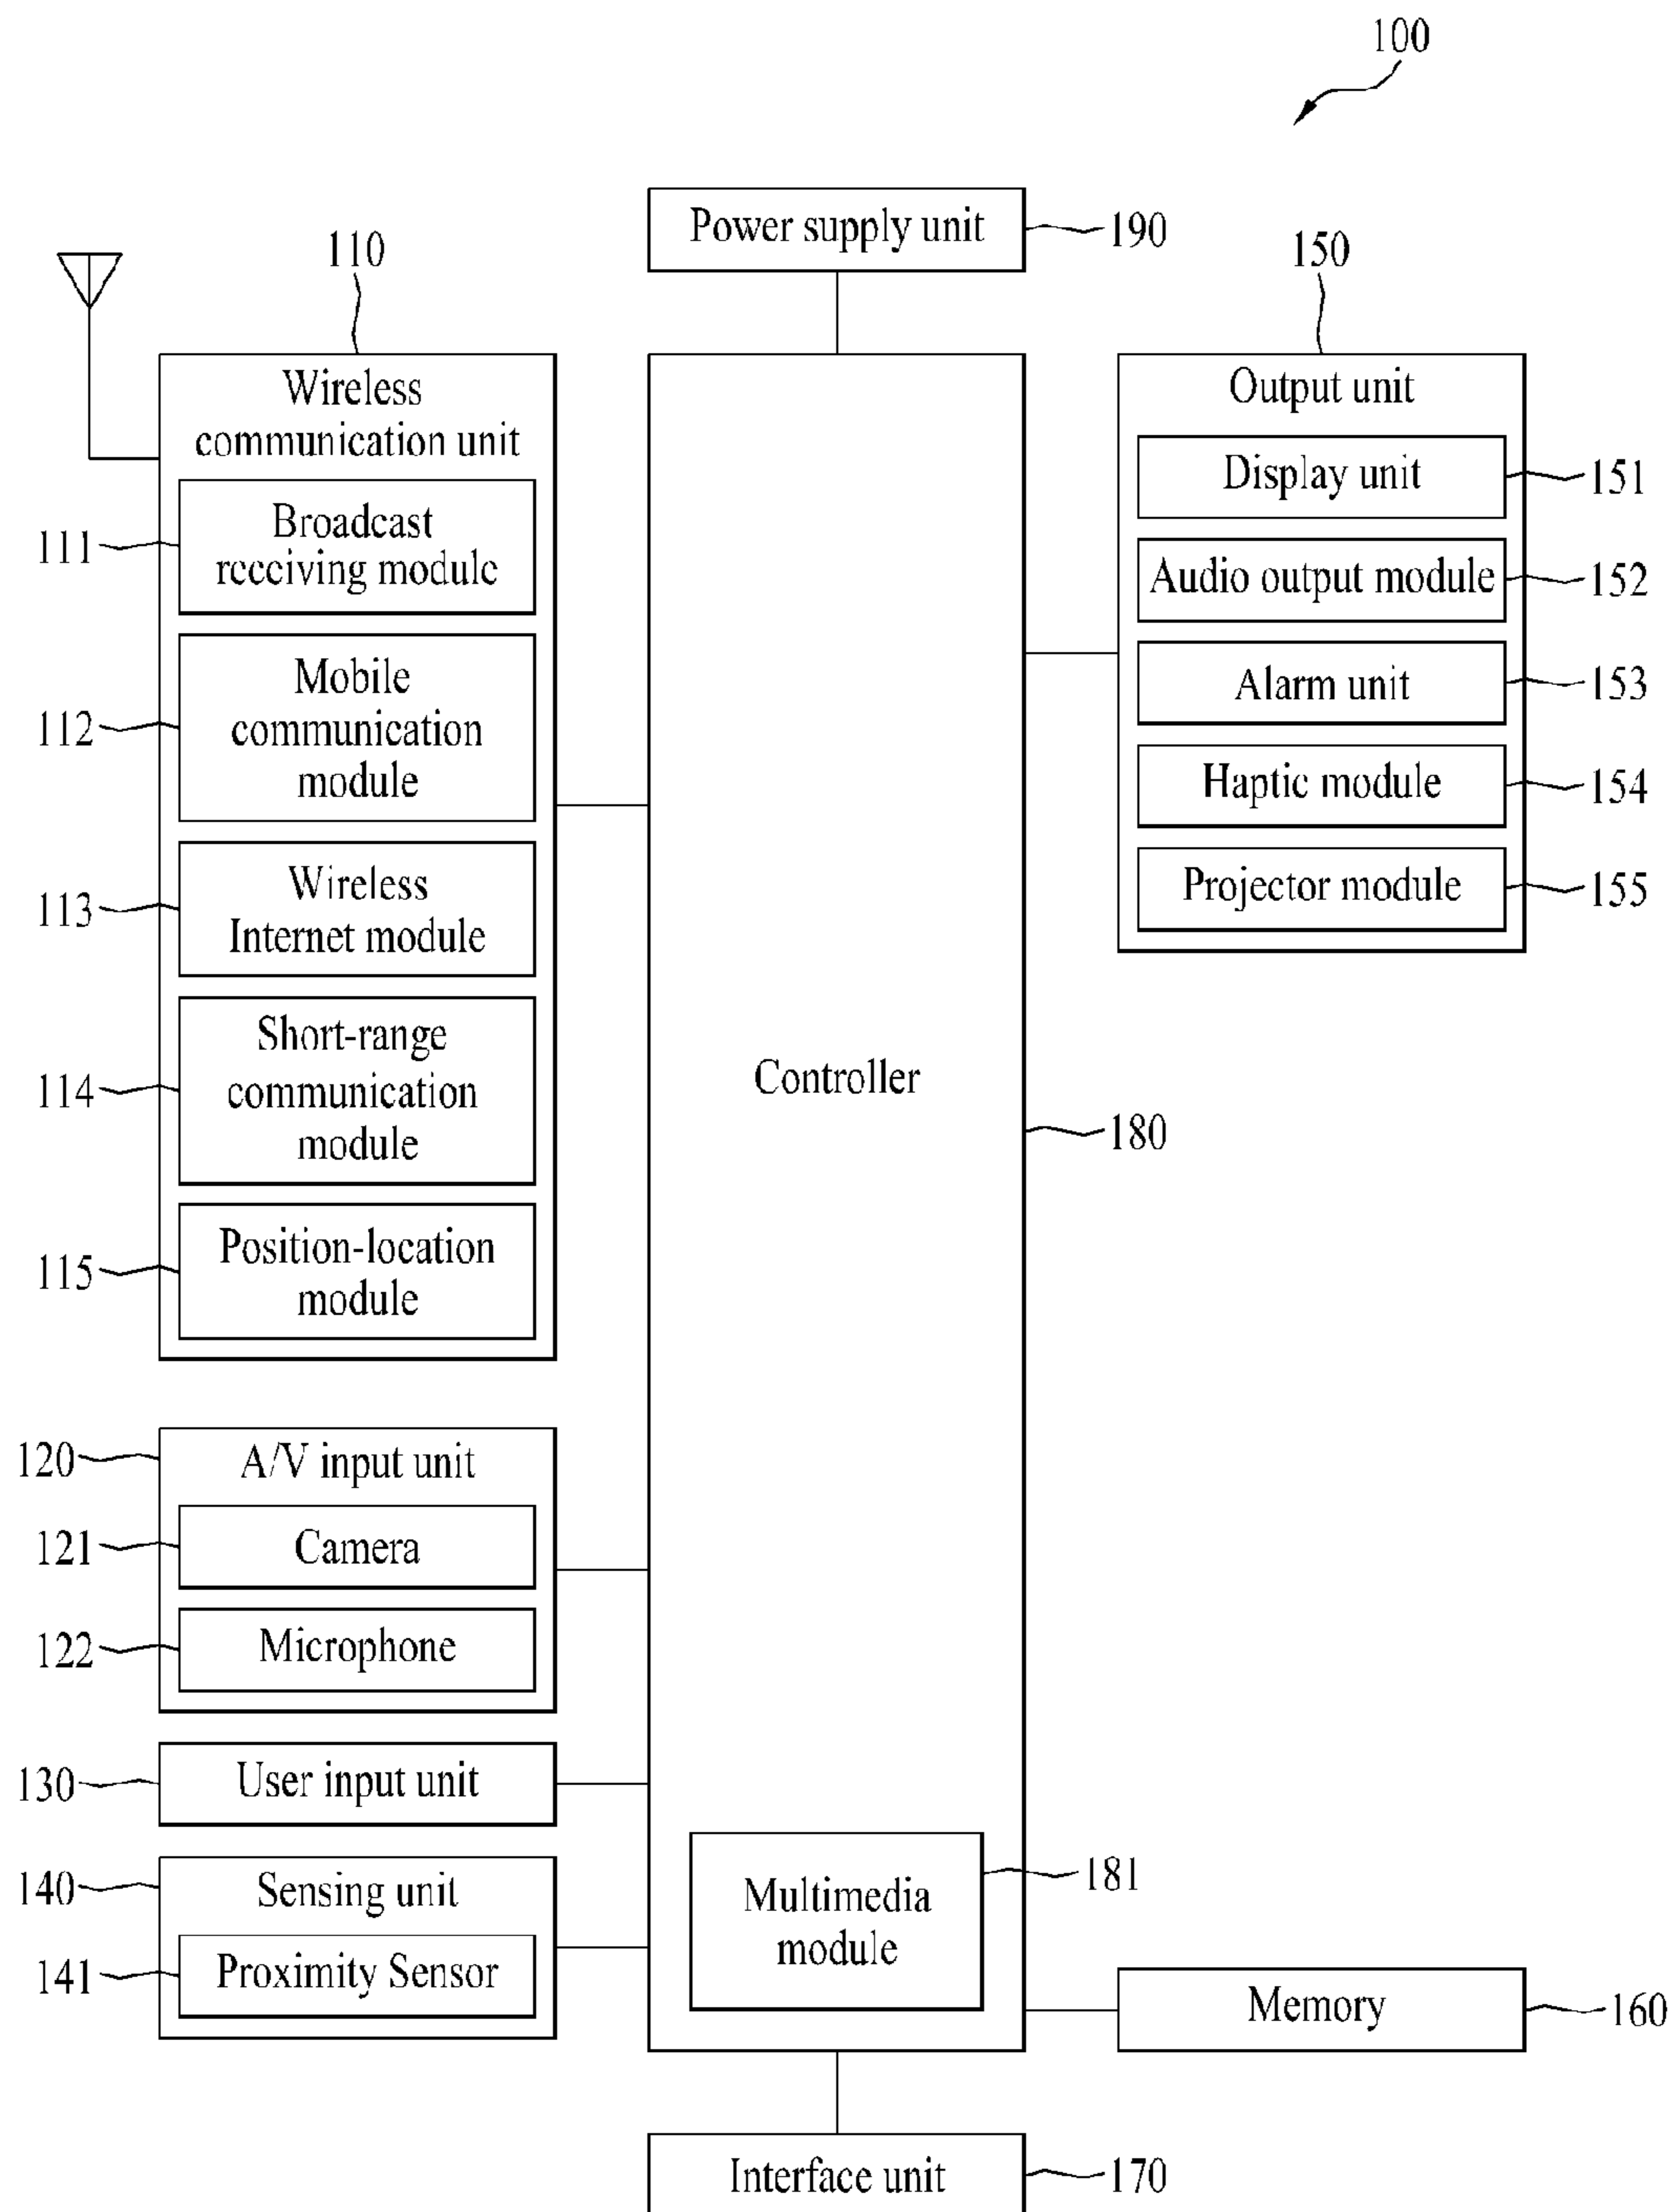 100
Power supply unit
190
110
150
Wireless
communication unit
Broadcast
receiving module
111
Mobile
communication
module
112
Wireless
Internet module
113
Short-range
communication
module
114
Position-location
module
115
Output unit
Display unit
151
Audio output module
152
Alarm unit
153
Haptic module
154
Projector module
155
Controller
180
120
A/V input unit
121
Camera
122
Microphone
130
User input unit
140
Sensing unit
141
Proximity Sensor
Multimedia
module
181
Memory
160
Interface unit
170